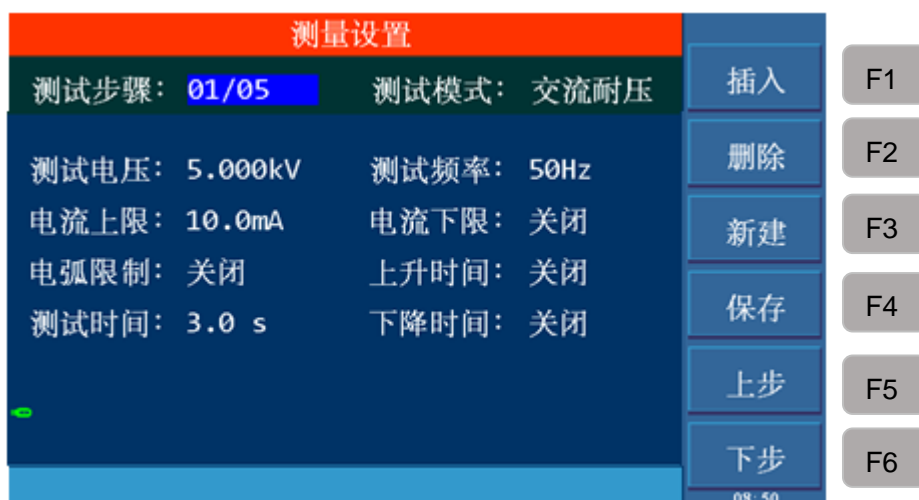 测量设置
测试步骤: 01/05 测试模式: 交流耐压
测试电压: 5.000kV 测试频率: 50Hz
电流上限: 10.0mA 电流下限: 关闭
电弧限制: 关闭 上升时间: 关闭
测试时间: 3.0 s 下降时间: 关闭
插入 F1
删除 F2
新建 F3
保存 F4
上步 F5
下步 F6
08:50